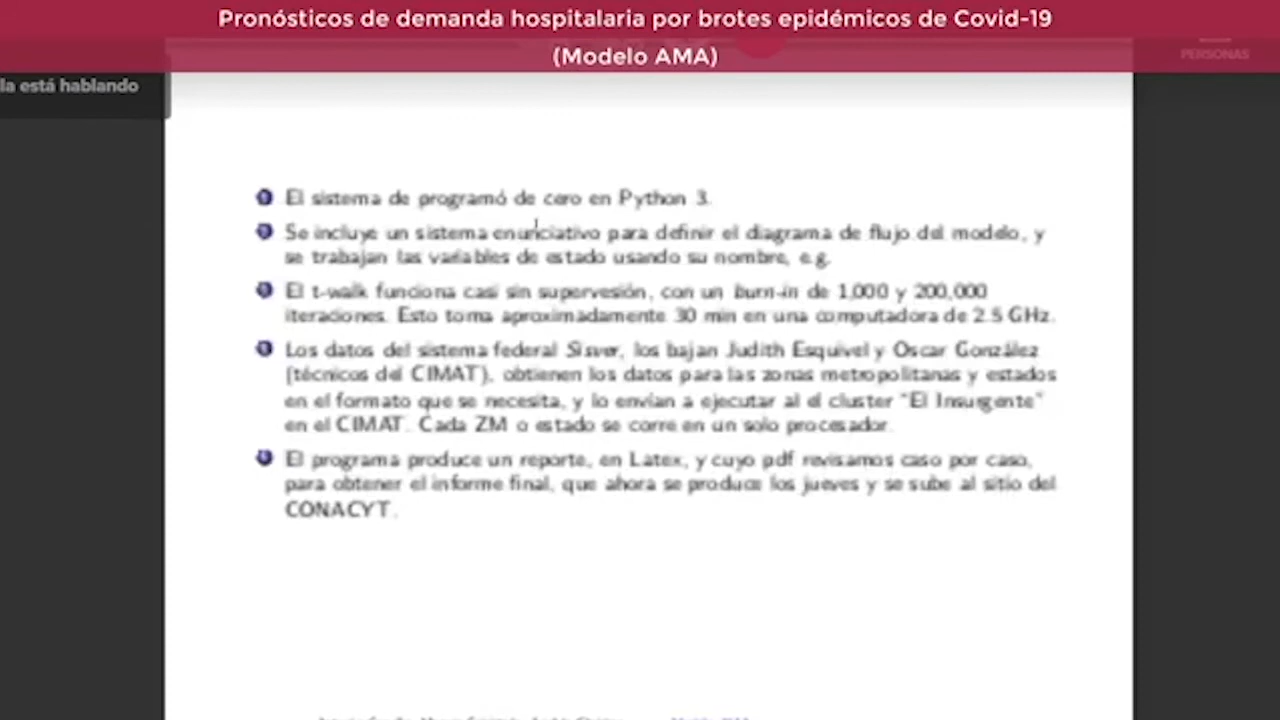 Pronósticos de demanda hospitalaria por brotes epidémicos de Covid-19
(Modelo AMA)
PERSONAS
la está hablando
El sistema de programó de cero en Python 3.
Se incluye un sistema enunciativo para definir el diagrama de flujo del modelo, y
se trabajan las variables de estado usando su nombre, e.g.
El t-walk funciona casi sin supervesión, con un burn-in de 1,000 y 200,000
iteraciones. Esto toma aproximadamente 30 min en una computadora de 2.5 GHz.
Los datos del sistema federal Sisver, los bajan Judith Esquivel y Oscar González
(técnicos del CIMAT), obtienen los datos para las zonas metropolitanas y estados
en el formato que se necesita, y lo envían a ejecutar al el cluster "El Insurgente"
en el CIMAT. Cada ZM o estado se corre en un solo procesador.
El programa produce un reporte, en Latex, y cuyo pdf revisamos caso por caso,
para obtener el informe final, que ahora se produce los jueves y se sube al sitio del
CONACYT.